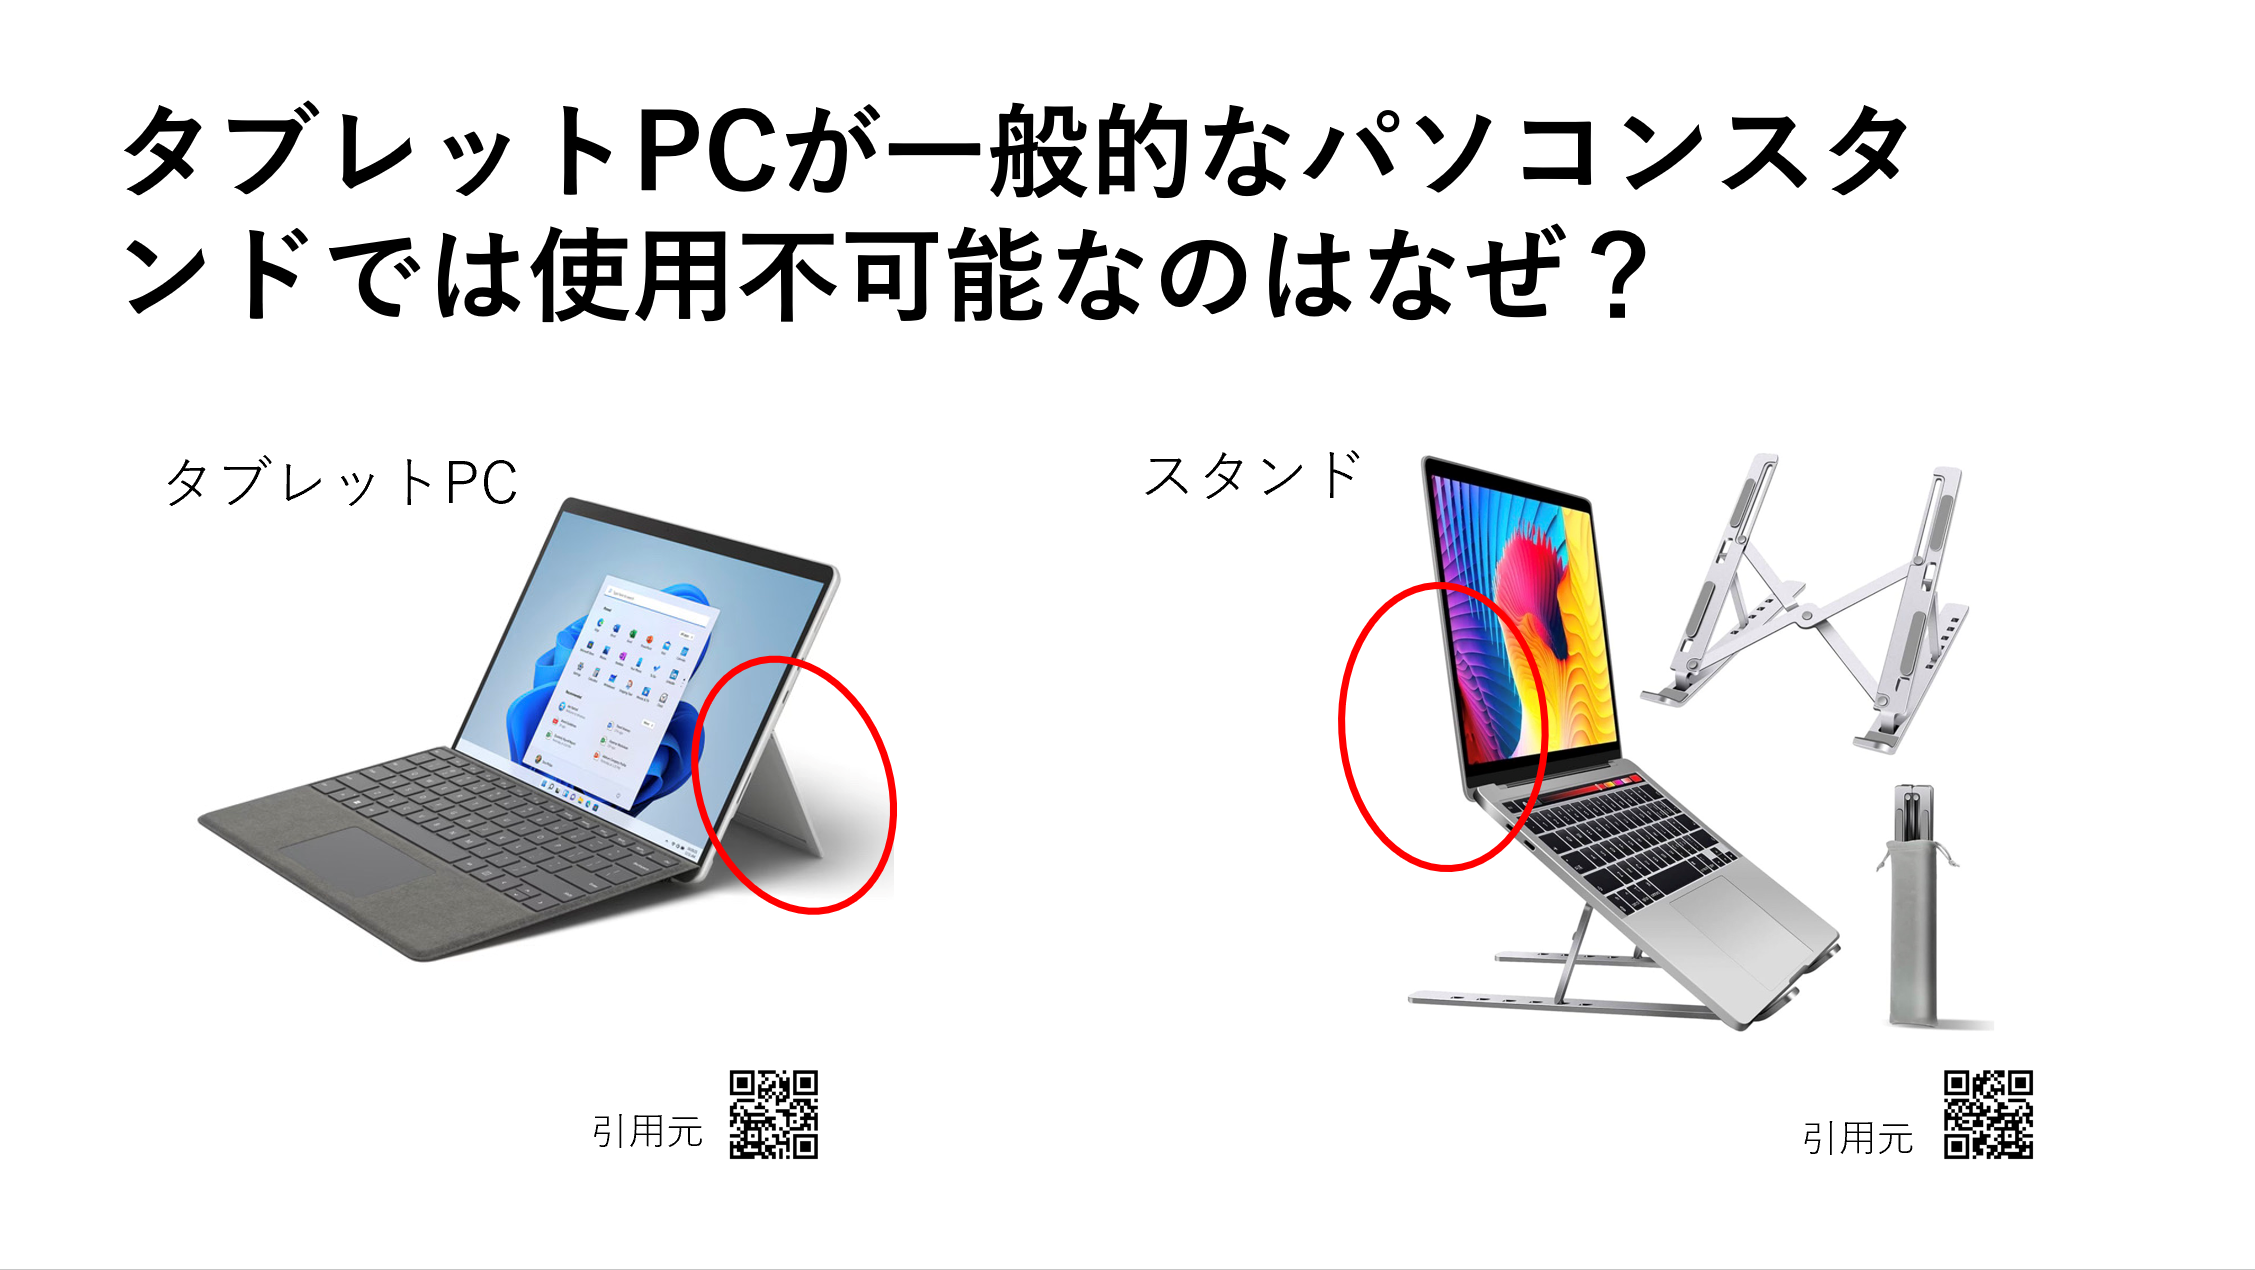 タブレットPCが一般的なパソコンスタ
ンドでは使用不可能なのはなぜ？
タブレットPC
スタンド
引用元
引用元